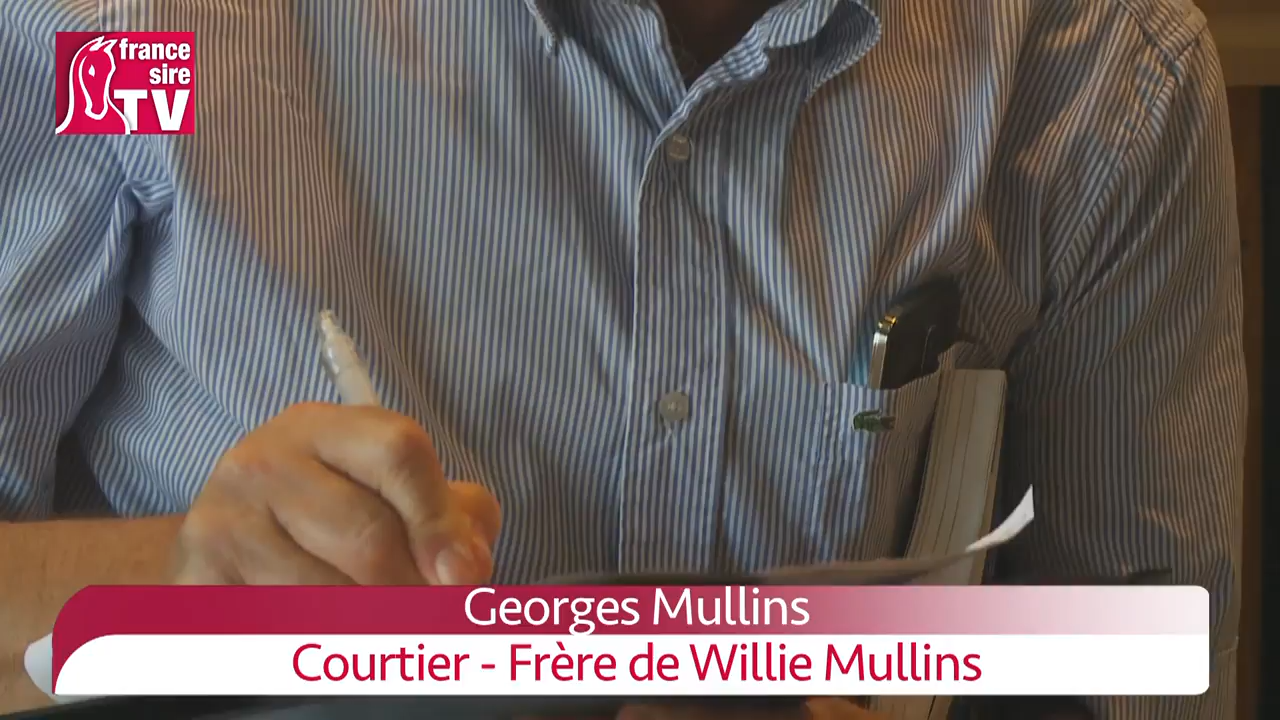 france
sire
TV
Georges Mullins
Courtier - Frère de Willie Mullins